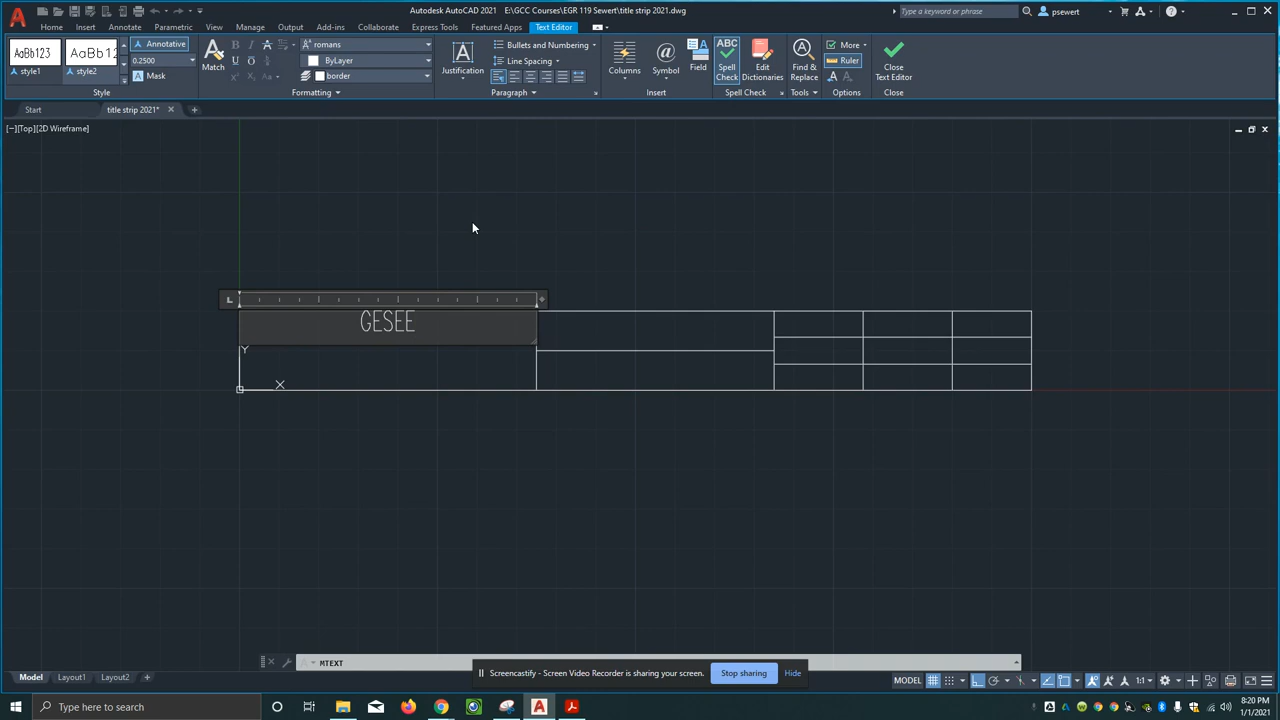 Autodesk AutoCAD 2021 E:\GCC Courses\EGR 119 Sewert\title strip 2021.dwg
Type a keyword or phrase
psewert
Home Insert Annotate Parametric View Manage Output Add-ins Collaborate Express Tools Featured Apps Text Editor
AaBb123 AaBb12
style1 style2
Annotative
0.2500
Mask
Style
Match
romans
ByLayer
border
Formatting
Justification
Bullets and Numbering
Line Spacing
Paragraph
Columns Symbol Field
Insert
ABC
Spell Check
Edit Dictionaries
Spell Check
Find & Replace
Tools
More
Ruler
Options
Close Text Editor
Close
Start title strip 2021*
[−][Top][2D Wireframe]
GESEE
Y
X
MTEXT
Screencastify - Screen Video Recorder is sharing your screen. Stop sharing Hide
Model Layout1 Layout2
MODEL 1:1
Type here to search
8:20 PM
1/1/2021